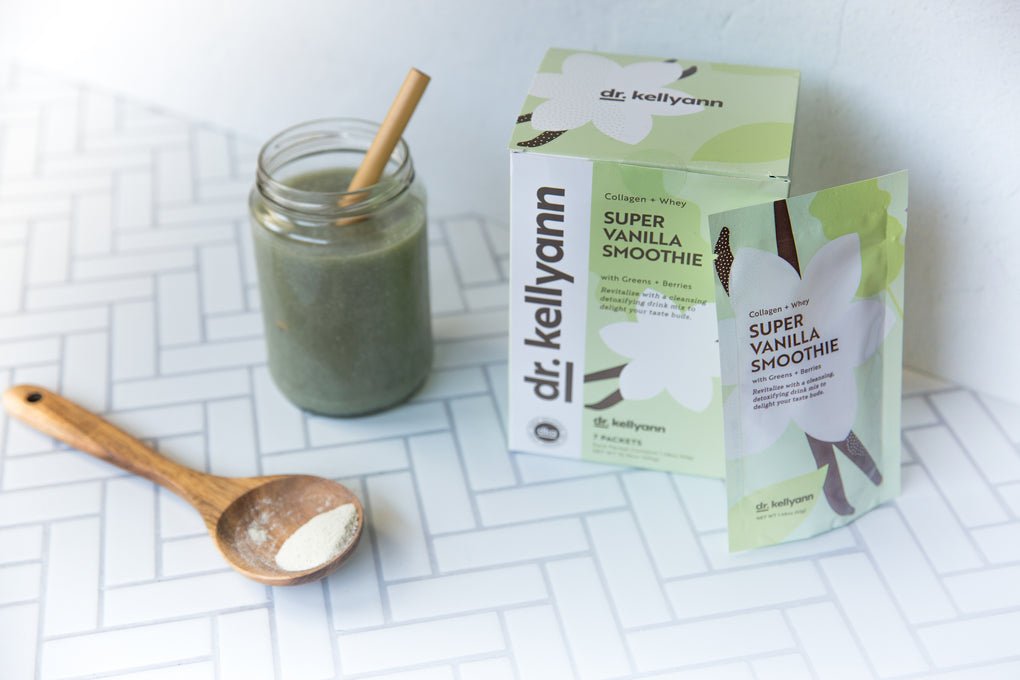 dr. kellyann
dr. kellyann
Collagen + Whey
SUPER
VANILLA
SMOOTHIE
with Greens + Berries
Revitalize with a cleansing
detoxifying drink mix to
delight your taste buds.
dr. kellyann
7 PACKETS
Collagen + Whey
SUPER
VANILLA
SMOOTHIE
with Greens + Berries
Revitalize with a cleansing,
detoxifying drink mix to
delight your taste buds.
dr. kellyann